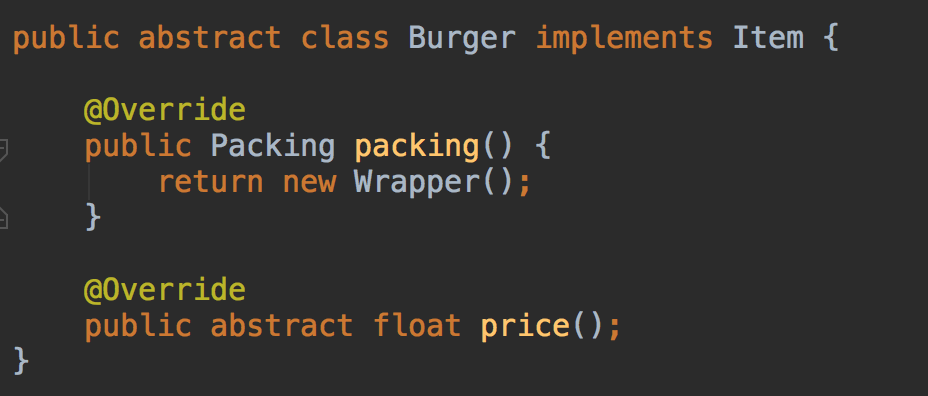 public abstract class Burger implements Item {
@Override
public Packing packing() {
return new Wrapper();
}
@Override
public abstract float price();
}